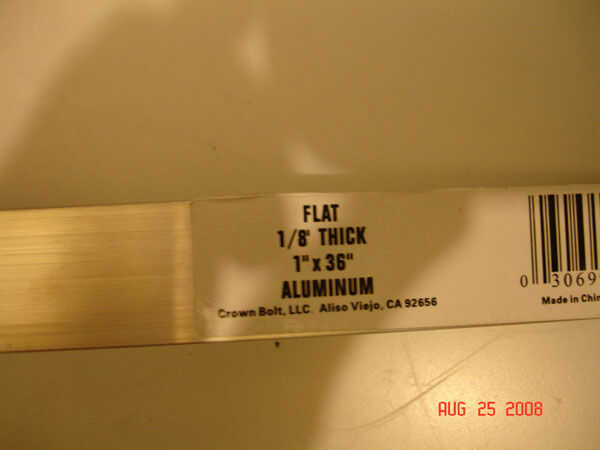 FLAT
1/8" THICK
1" x 36"
ALUMINUM
Crown Bolt, LLC. Aliso Viejo, CA 92656
0 3069
Made in Chin
AUG 25 2008